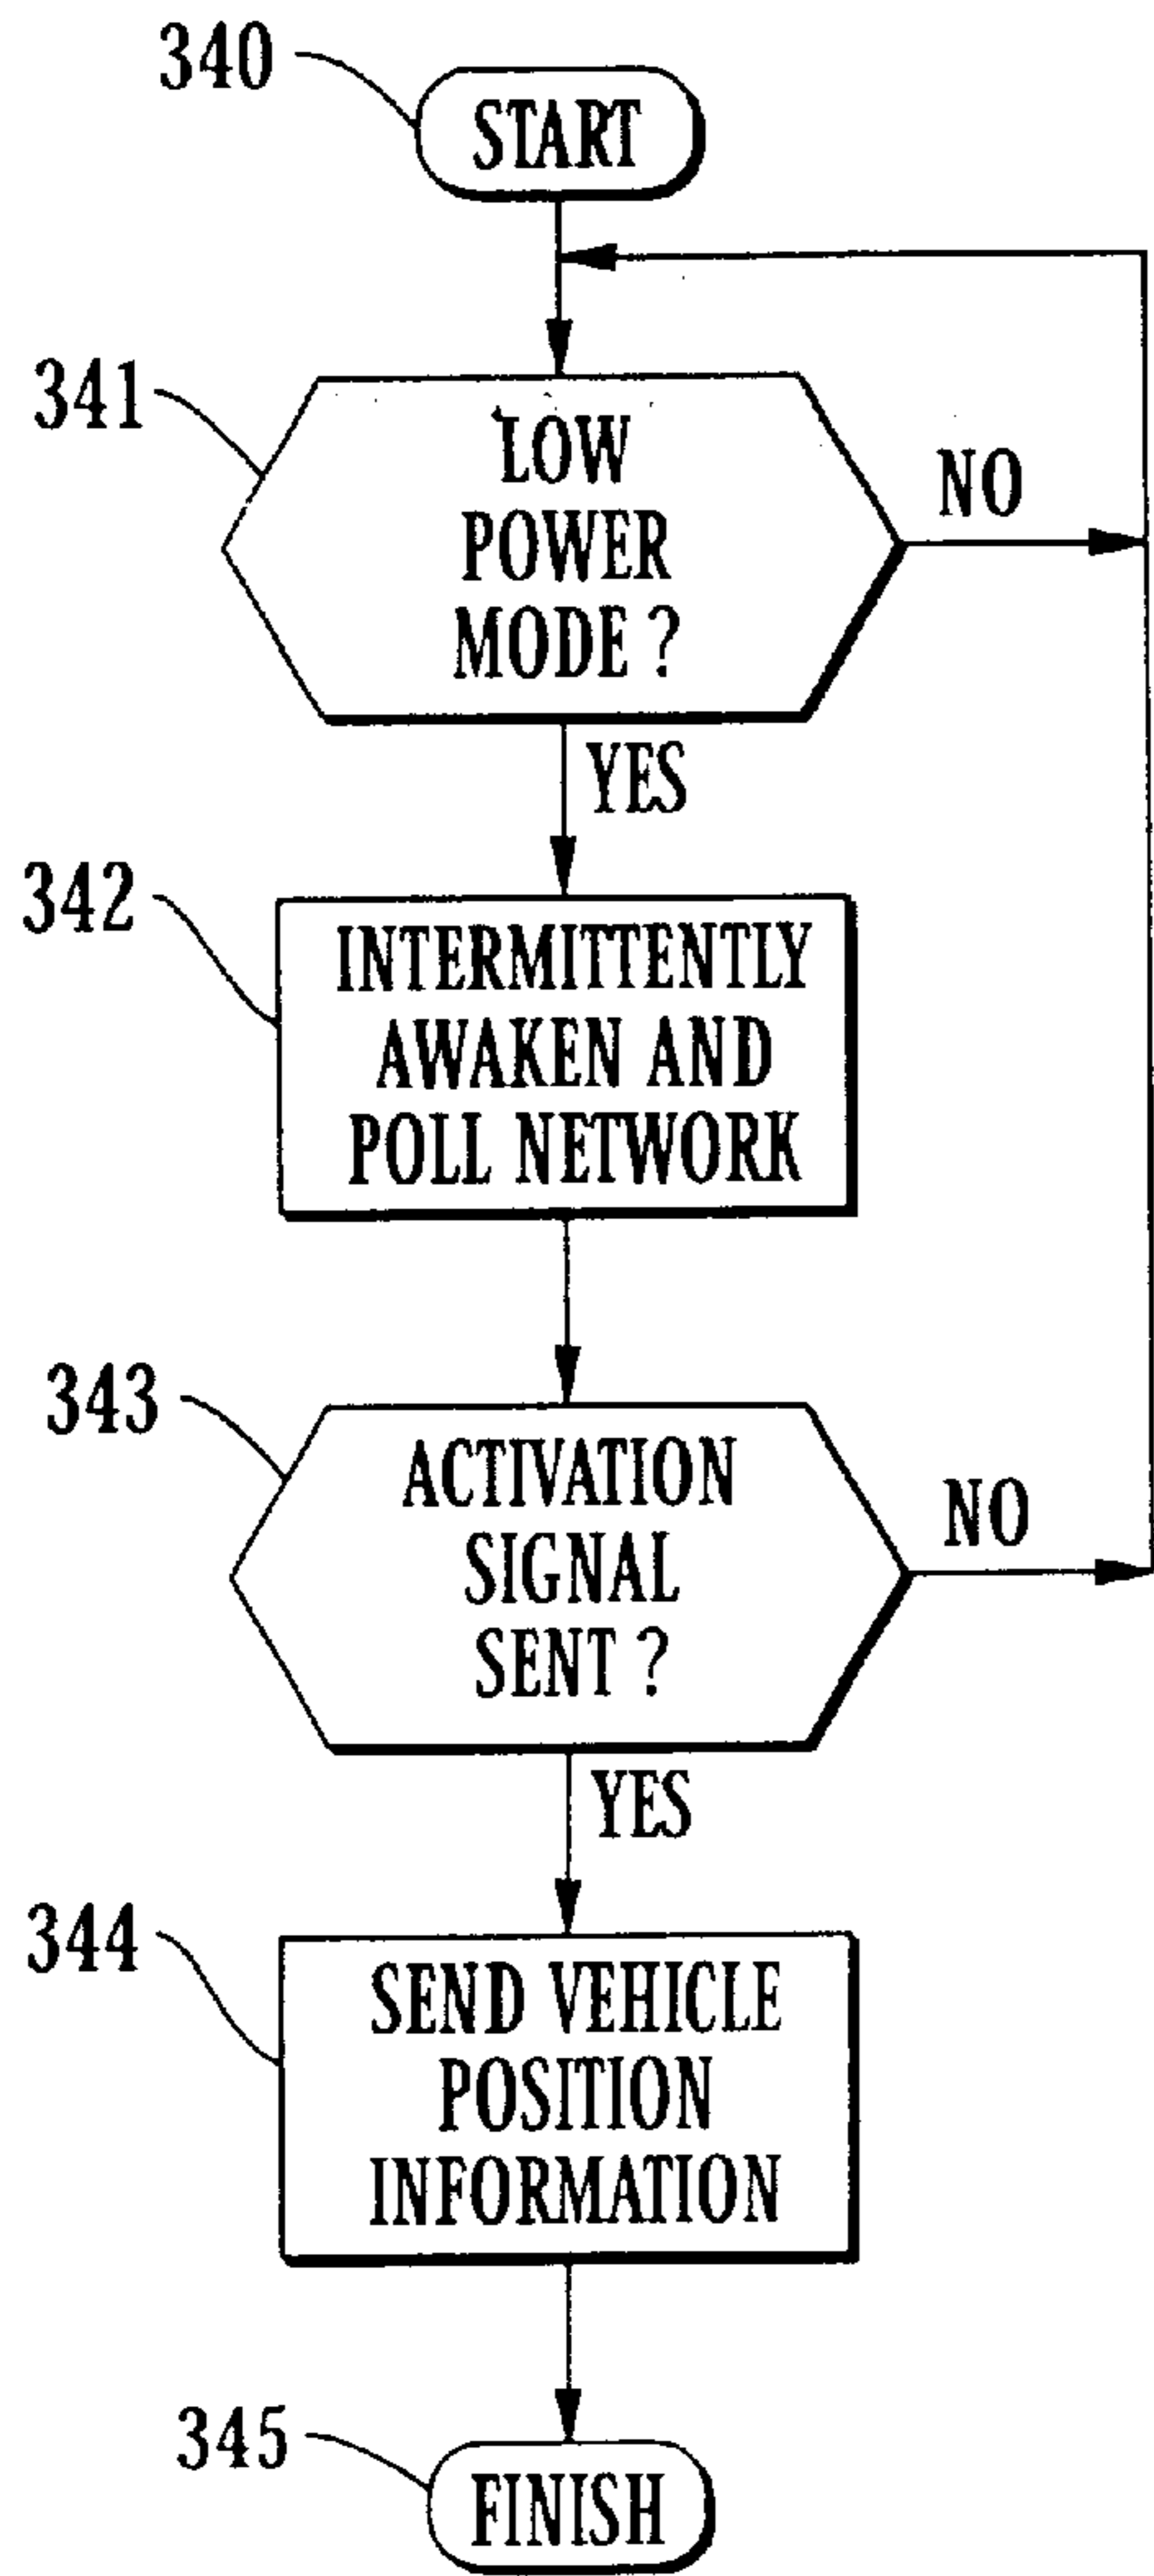 340
START
341
LOW
POWER
MODE ?
NO
YES
342
INTERMITTENTLY
AWAKEN AND
POLL NETWORK
343
ACTIVATION
SIGNAL
SENT ?
NO
YES
344
SEND VEHICLE
POSITION
INFORMATION
345
FINISH